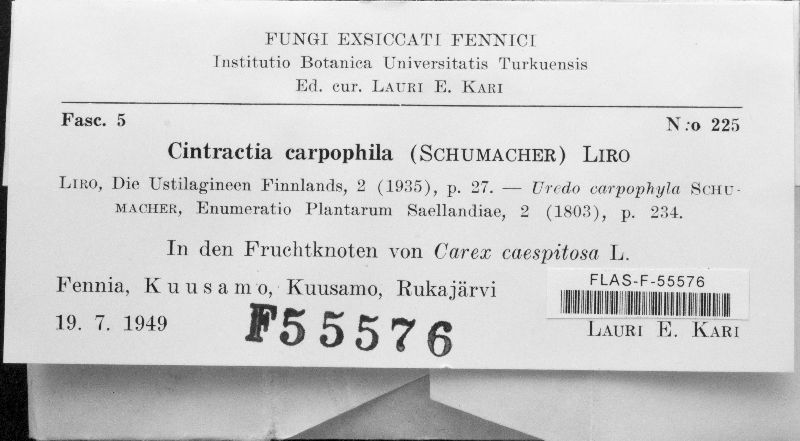 FUNGI EXSICCATI FENNICI
Institutio Botanica Universitatis Turkuensis
Ed. cur. LAURI E. KARI
Fasc. 5 N:o 225
Cintractia carpophila (SCHUMACHER) LIRO
LIRO, Die Ustilagineen Finnlands, 2 (1935), p. 27. — Uredo carpophyla SCHU-
MACHER, Enumeratio Plantarum Saellandiae, 2 (1803), p. 234.
In den Fruchtknoten von Carex caespitosa L.
Fennia, Kuusamo, Kuusamo, Rukajärvi
FLAS-F-55576
19. 7. 1949 F55576 LAURI E. KARI